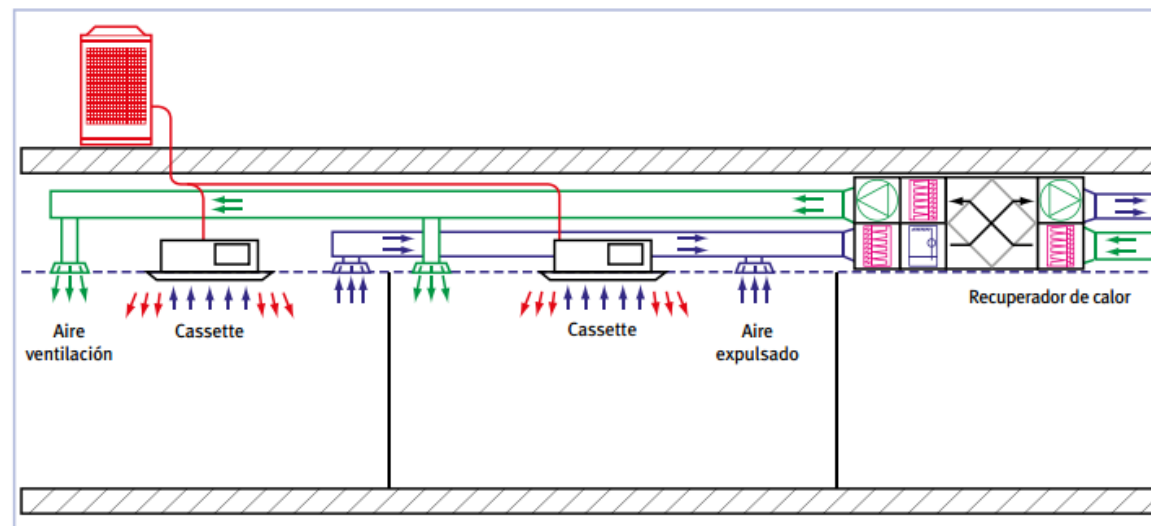 Recuperador de calor
Aire
ventilación
Cassette
Cassette
Aire
expulsado